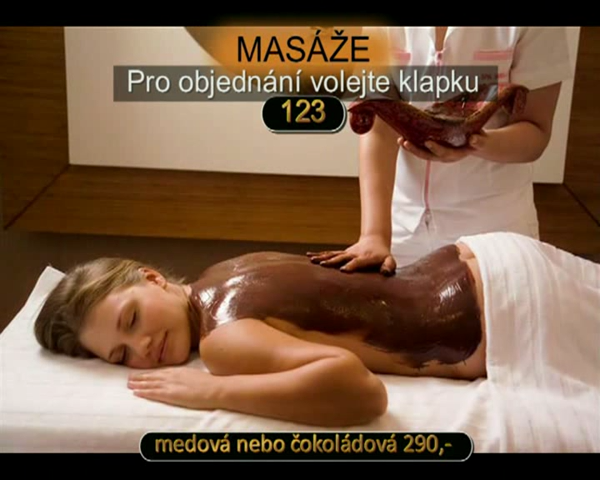 MASÁŽE
Pro objednání volejte klapku
123
medová nebo čokoládová 290,-